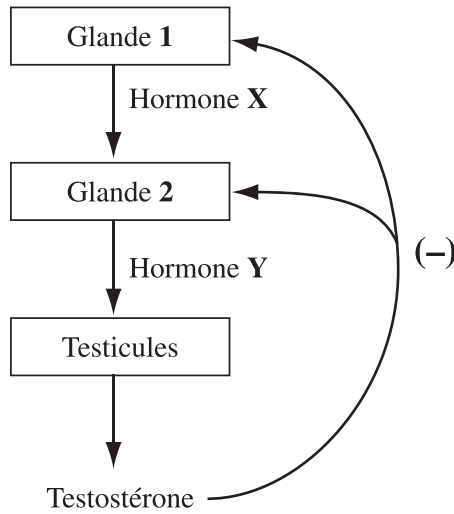 Glande 1
Hormone X
Glande 2
(–)
Hormone Y
Testicules
Testostérone